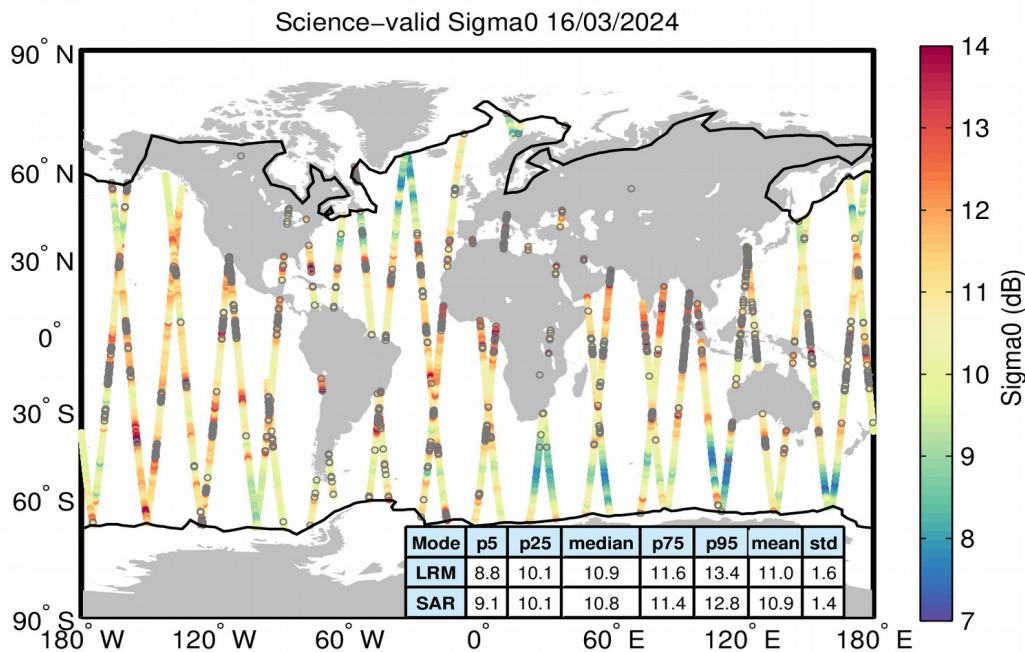 Science−valid Sigma0 16/03/2024
90° N
60° N
30° N
0°
30° S
60° S
90° S
180° W
120° W
60° W
0°
60° E
120° E
180° E
14
13
12
11
10
9
8
7
Sigma0 (dB)
Mode p5 p25 median p75 p95 mean std
LRM 8.8 10.1 10.9 11.6 13.4 11.0 1.6
SAR 9.1 10.1 10.8 11.4 12.8 10.9 1.4